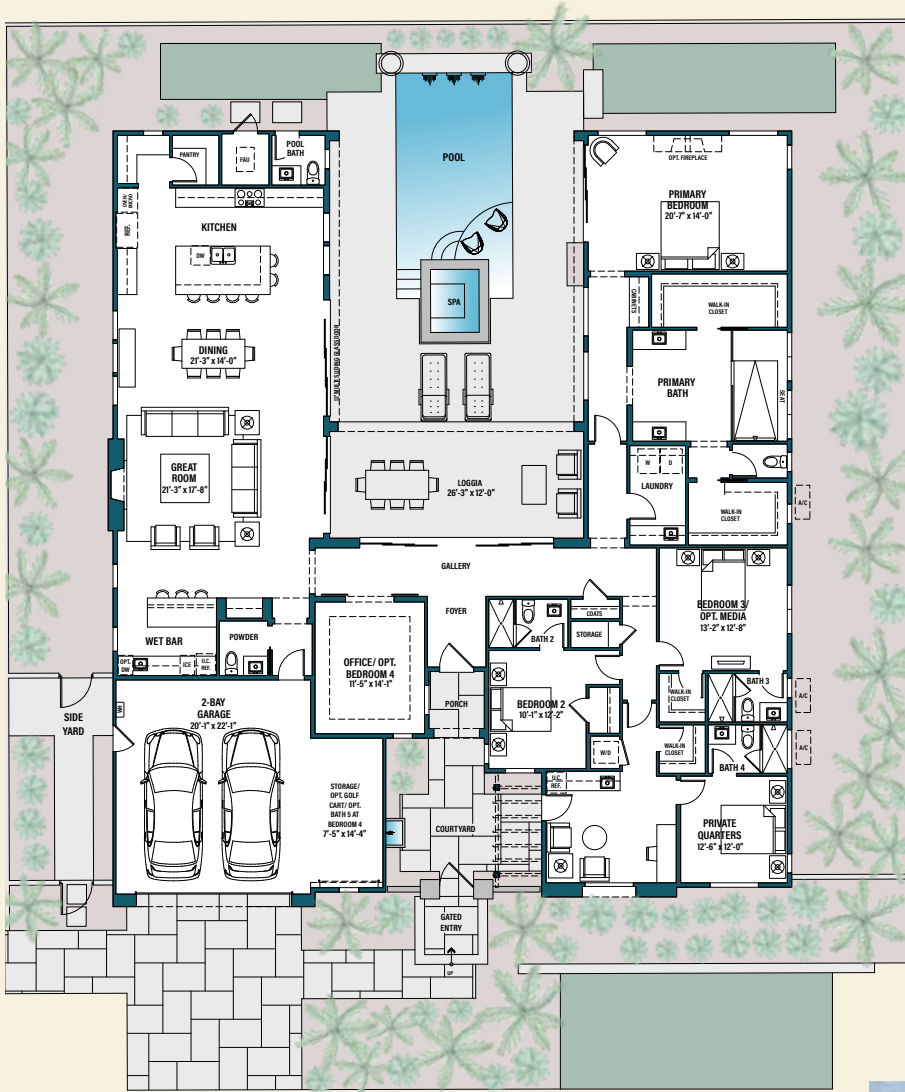 POOL
BATH
PANTRY
FAU
POOL
OPT. FIREPLACE
PRIMARY
BEDROOM
20'-7" x 14'-0"
OVEN/
MICRO
REF.
KITCHEN
DW
CABINETS
WALK-IN
CLOSET
SPA
DINING
21'-3" x 14'-0"
PRIMARY
BATH
SEAT
GREAT
ROOM
21'-3" x 17'-8"
LOGGIA
26'-3" x 12'-0"
W
D
LAUNDRY
WALK-IN
CLOSET
A/C
GALLERY
FOYER
COATS
STORAGE
BATH 2
BEDROOM 3/
OPT. MEDIA
13'-2" x 12'-8"
WET BAR
POWDER
OPT.
DW
ICE
U.C.
REF.
OFFICE/ OPT.
BEDROOM 4
11'-5" x 14'-1"
PORCH
BEDROOM 2
10'-1" x 12'-2"
WALK-IN
CLOSET
BATH 3
A/C
SIDE
YARD
WH
2-BAY
GARAGE
20'-1" x 22'-1"
W/D
WALK-IN
CLOSET
BATH 4
A/C
STORAGE/
OPT. GOLF
CART/ OPT.
BATH 5 AT
BEDROOM 4
7'-5" x 14'-4"
COURTYARD
U.C.
REF.
PRIVATE
QUARTERS
12'-6" x 12'-0"
GATED
ENTRY
UP